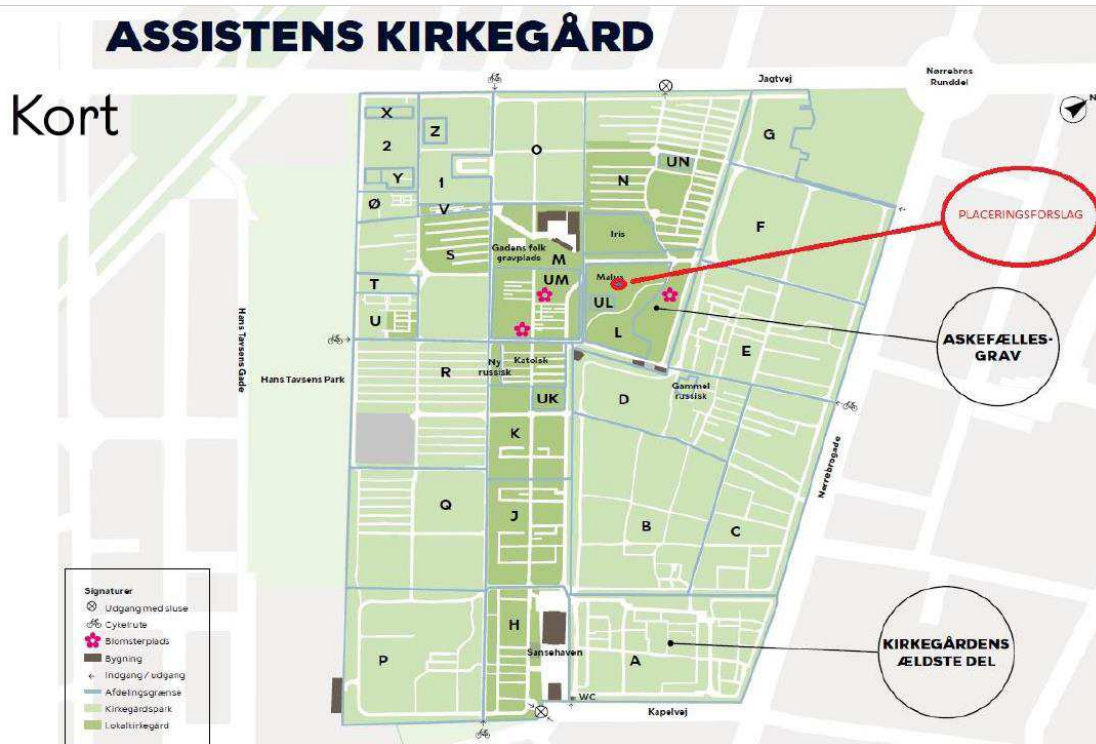 ASSISTENS KIRKEGÅRD
Kort
Jagtvej
Nørrebros
Runddel
N
X
Z
2
O
G
Y
1
UN
N
Ø
V
PLACERINGSFORSLAG
F
Iris
S
Gadens folk
gravplads
M
UM
Malus
T
UL
U
L
ASKEFÆLLES-
GRAV
E
Hans Tavsens Gade
Hans Tavsens Park
R
Ny
russisk
Katolsk
Gammel
russisk
D
UK
K
Nørrebrogade
Q
J
B
C
Signaturer
Udgang med sluse
Cykelrute
Blomsterplads
Bygning
Indgang / udgang
Afdelingsgrænse
Kirkegårdspark
Lokalkirkegård
P
H
Sansehaven
A
KIRKEGÅRDENS
ÆLDSTE DEL
WC
Kapelvej